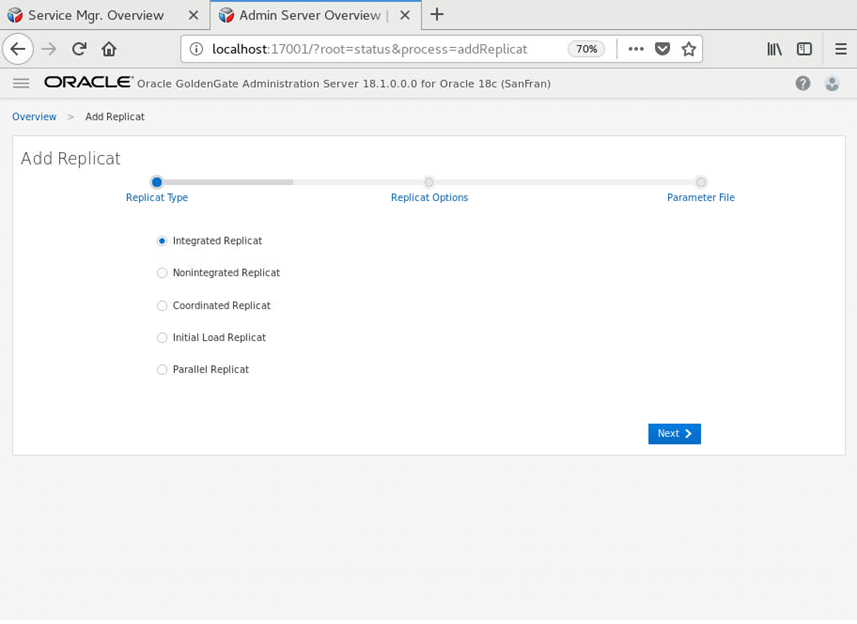 Service Mgr. Overview
Admin Server Overview |
localhost:17001/?root=status&process=addReplicat
70%
ORACLE® Oracle GoldenGate Administration Server 18.1.0.0.0 for Oracle 18c (SanFran)
Overview > Add Replicat
Add Replicat
Replicat Type Replicat Options Parameter File
Integrated Replicat
Nonintegrated Replicat
Coordinated Replicat
Initial Load Replicat
Parallel Replicat
Next